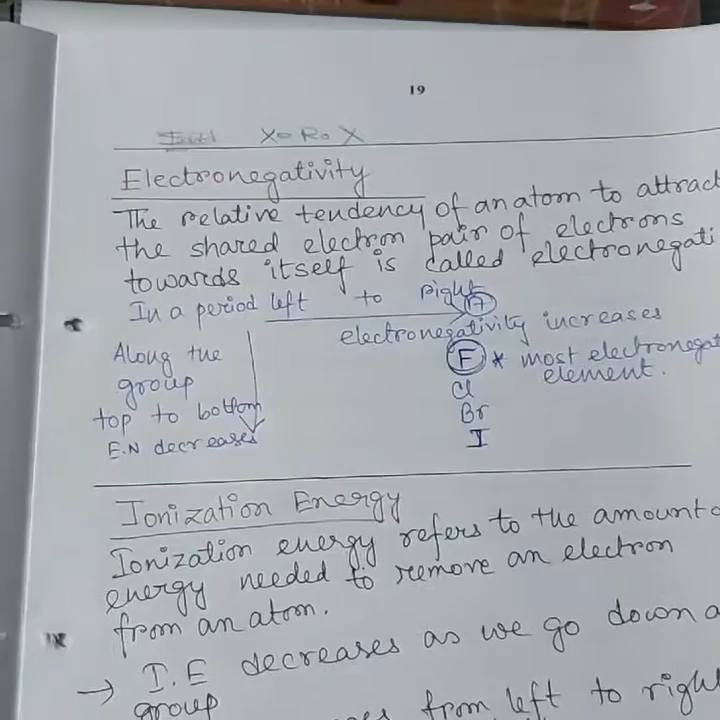 19
X- R- X
Electronegativity
The relative tendency of an atom to attract
the shared electron pair of electrons
towards itself is called electronegati
In a period left to right
electronegativity increases
Along the group
top to bottom
E.N decreases
F * most electronegat
element.
Cl
Br
I
Ionization Energy
Ionization energy refers to the amount o
energy needed to remove an electron
from an atom.
→ I.E decreases as we go down a
group
from left to righ